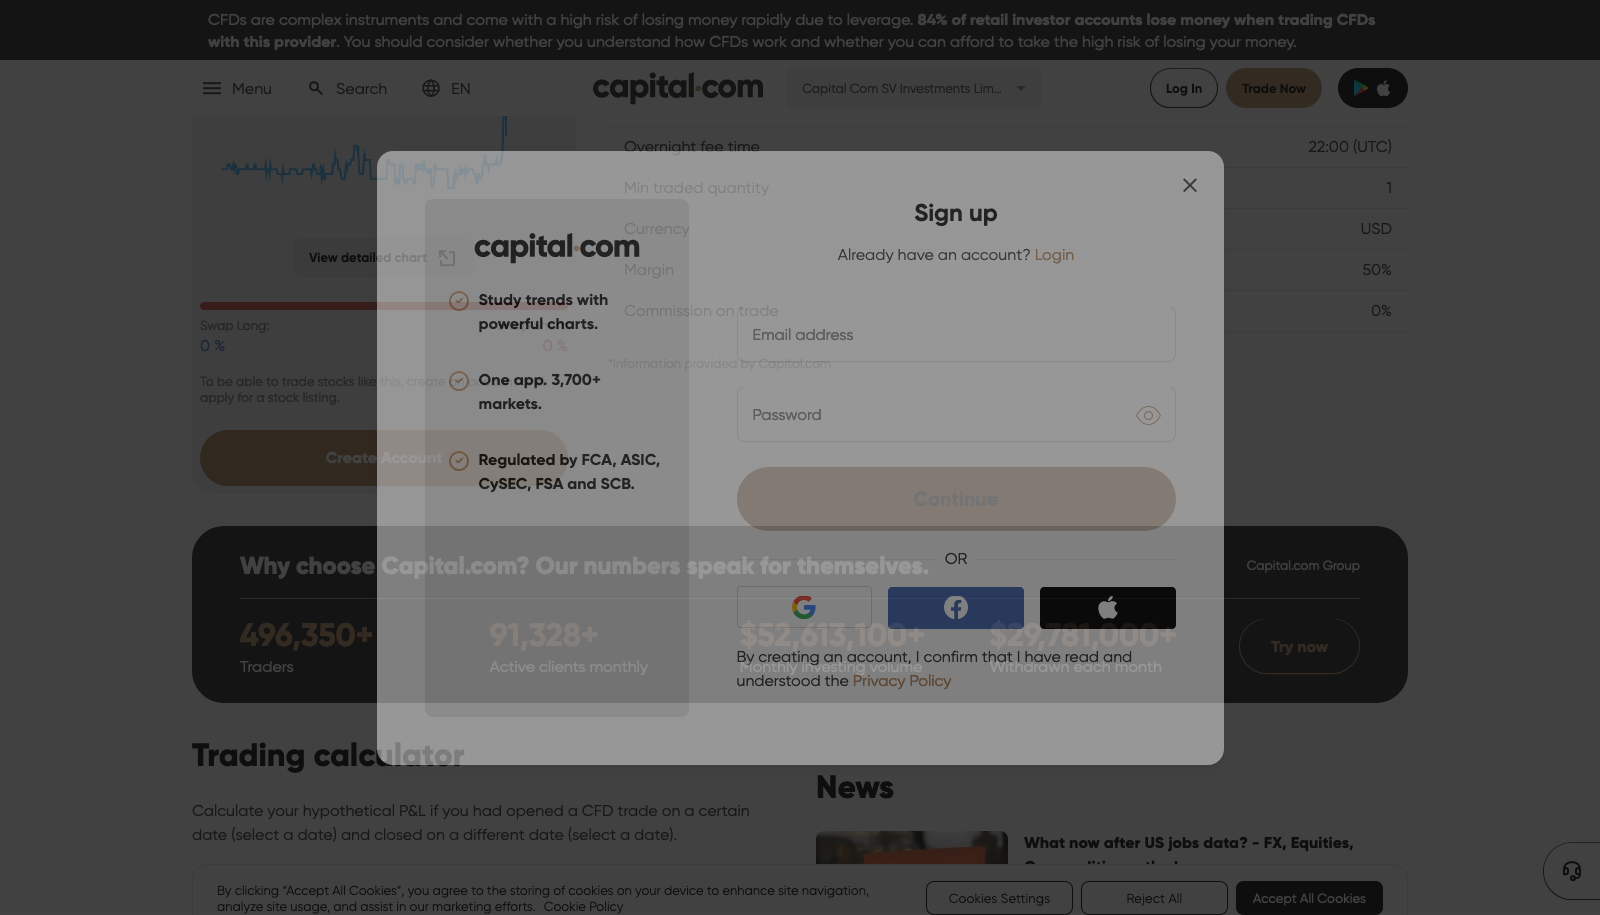 CFDs are complex instruments and come with a high risk of losing money rapidly due to leverage. 84% of retail investor accounts lose money when trading CFDs
with this provider. You should consider whether you understand how CFDs work and whether you can afford to take the high risk of losing your money.
Menu
Search
EN
capital.com
Capital Com SV Investments Lim...
Log In
Trade Now
Overnight fee time
22:00 (UTC)
Min traded quantity
1
Currency
USD
Margin
50%
Commission on trade
0%
*Information provided by Capital.com
View detailed chart
Swap Long:
0 %
0 %
To be able to trade stocks like this, create
apply for a stock listing.
Create Account
capital.com
Study trends with
powerful charts.
One app. 3,700+
markets.
Regulated by FCA, ASIC,
CySEC, FSA and SCB.
Sign up
Already have an account? Login
Email address
Password
Continue
OR
By creating an account, I confirm that I have read and
understood the Privacy Policy
Why choose Capital.com? Our numbers speak for themselves.
Capital.com Group
496,350+
Traders
91,328+
Active clients monthly
$52,613,100+
Monthly investing volume
$29,781,000+
Withdrawn each month
Try now
Trading calculator
Calculate your hypothetical P&L if you had opened a CFD trade on a certain
date (select a date) and closed on a different date (select a date).
News
What now after US jobs data? - FX, Equities,
By clicking “Accept All Cookies”, you agree to the storing of cookies on your device to enhance site navigation,
analyze site usage, and assist in our marketing efforts. Cookie Policy
Cookies Settings
Reject All
Accept All Cookies